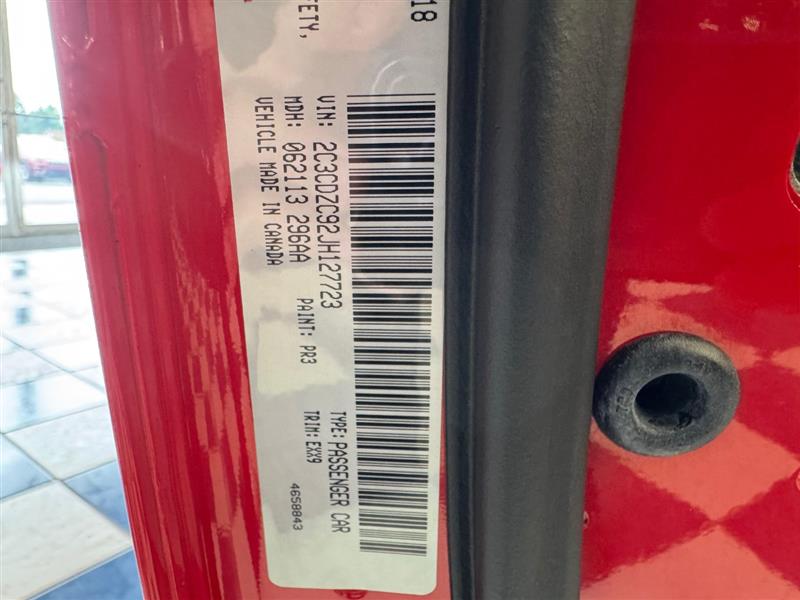 18
FETY,
VIN: 2C3CDZC92JH127723
TYPE: PASSENGER CAR
MDH: 062113 296AA
PAINT: PR3
TRIM: EXX9
VEHICLE MADE IN CANADA
4658843